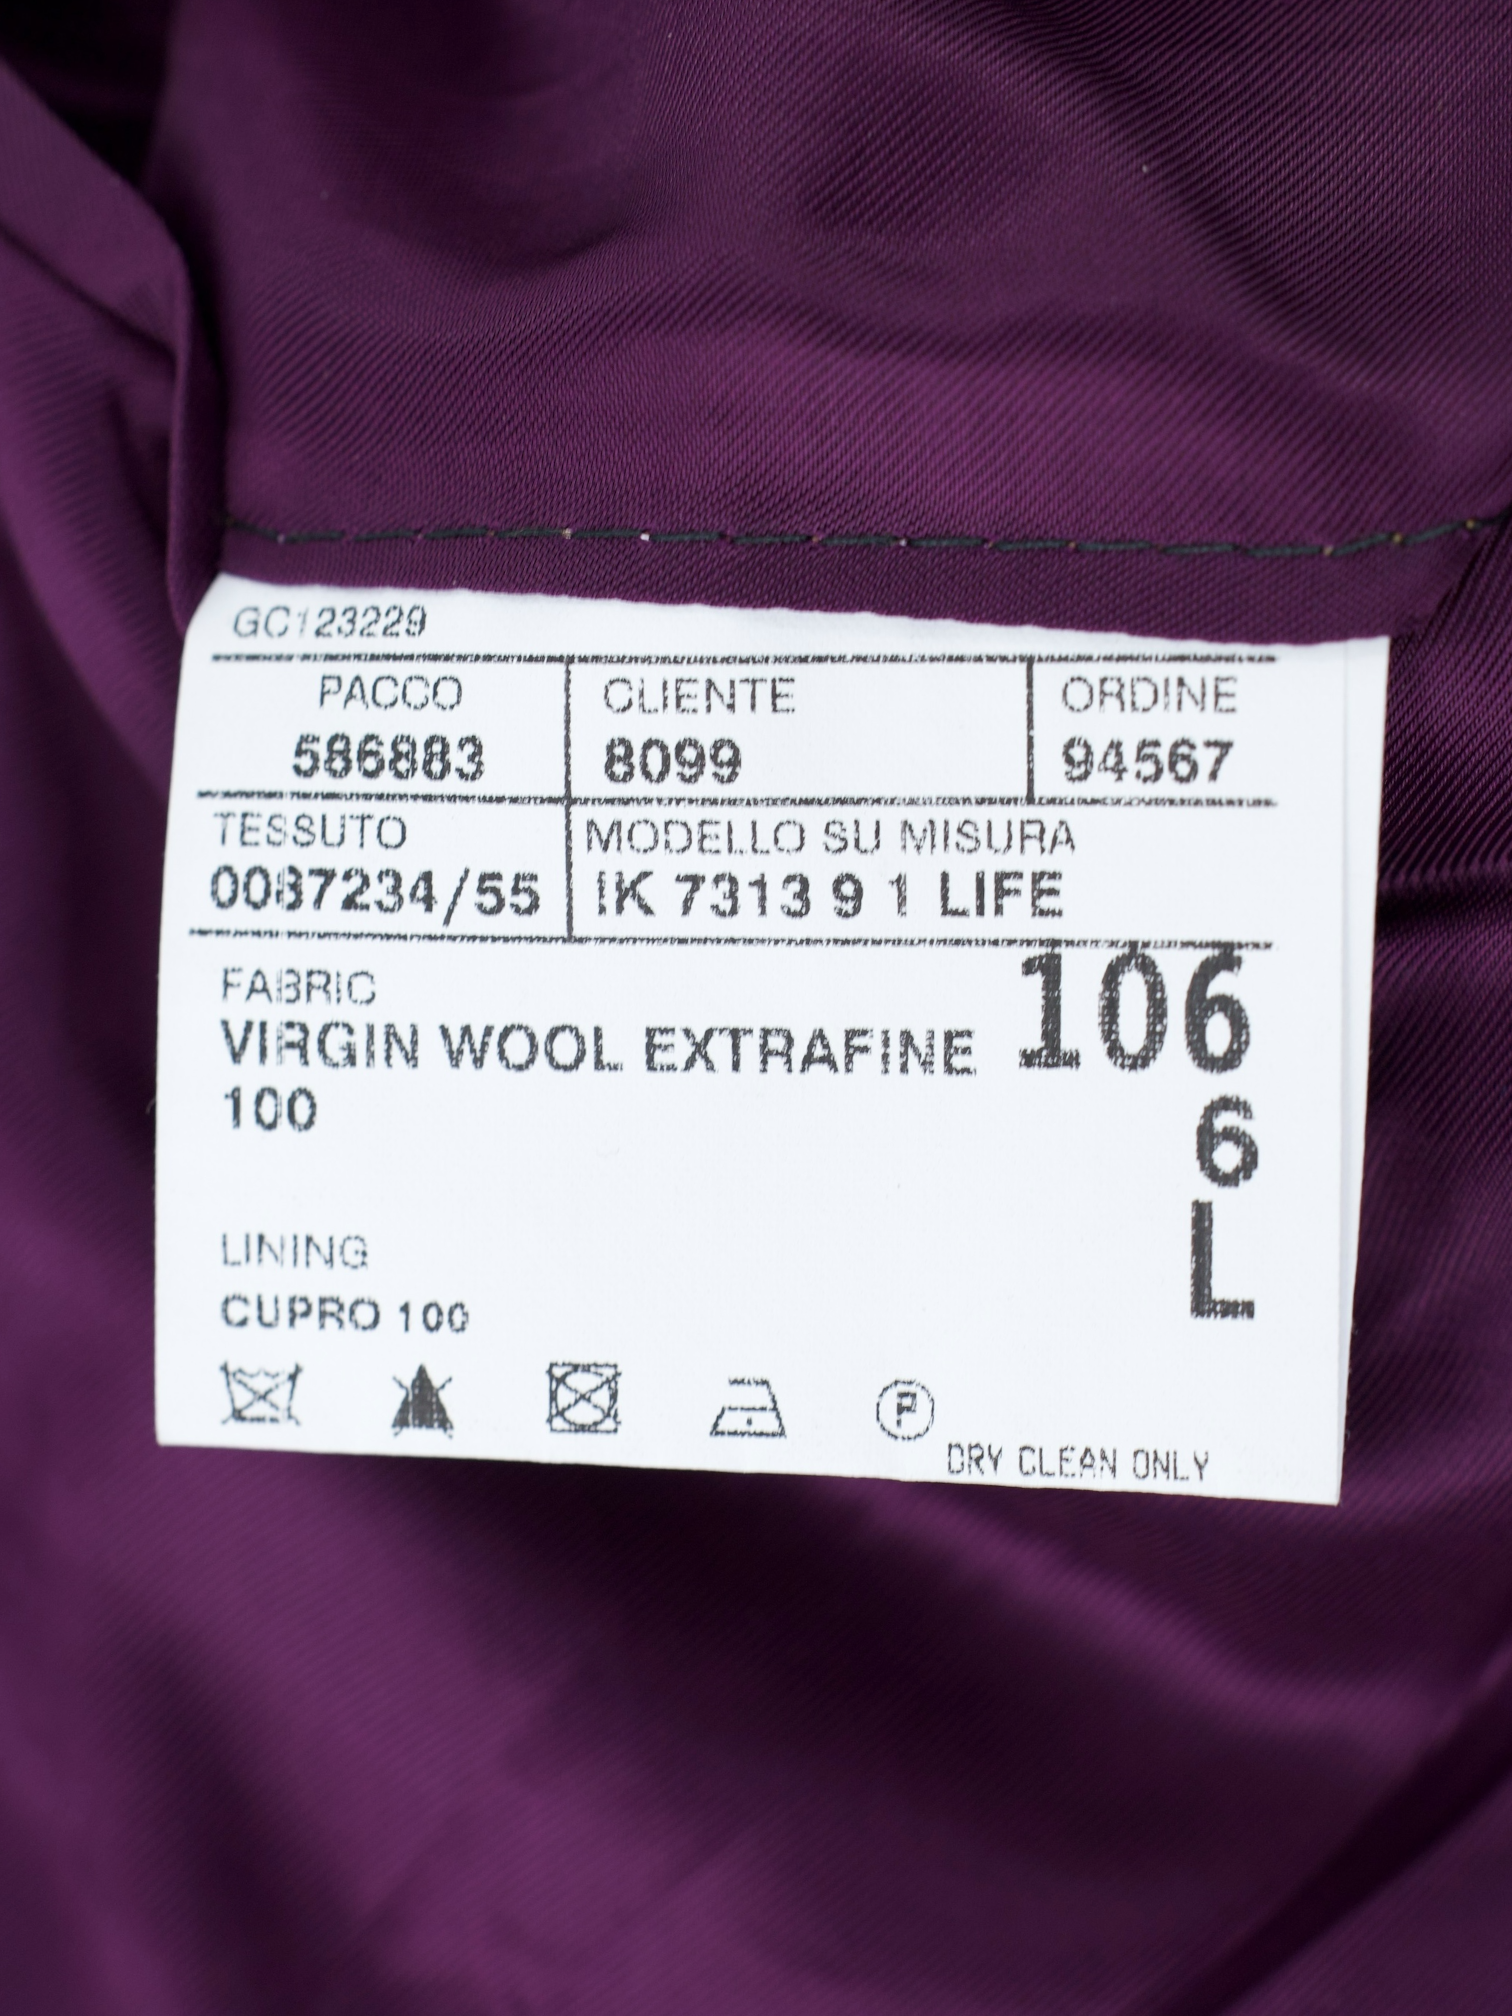 GC123229
PACCO CLIENTE ORDINE
586883 8099 94567
TESSUTO MODELLO SU MISURA
0087234/55 IK 7313 9 1 LIFE
FABRIC 106
VIRGIN WOOL EXTRAFINE
100 6
L
LINING
CUPRO 100
P
DRY CLEAN ONLY